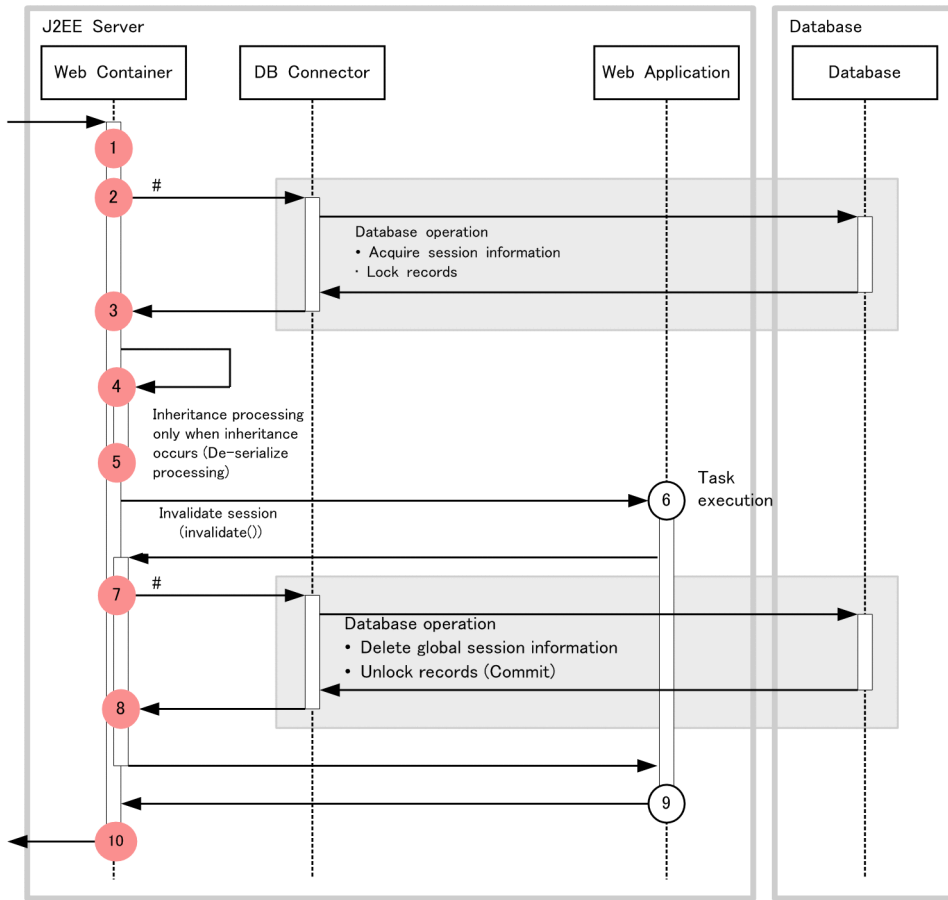 J2EE Server
Database
Web Container
DB Connector
Web Application
Database
1
2
#
Database operation
• Acquire session information
· Lock records
3
4
Inheritance processing
only when inheritance
occurs (De-serialize
processing)
5
6
Task
execution
Invalidate session
(invalidate())
7
#
Database operation
• Delete global session information
• Unlock records (Commit)
8
9
10